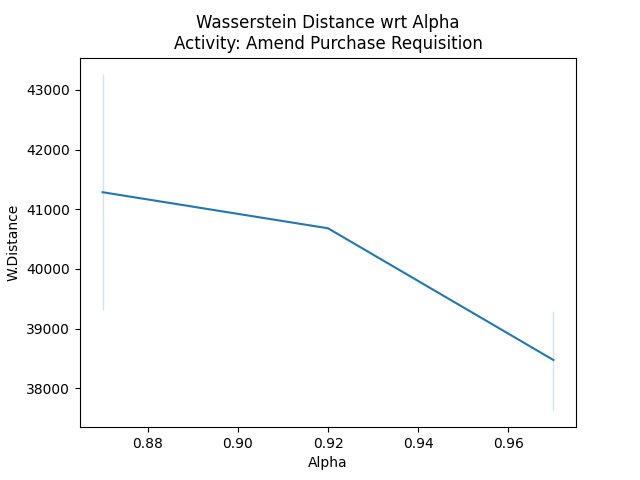 Wasserstein Distance wrt Alpha
Activity: Amend Purchase Requisition
43000
42000
41000
40000
39000
38000
W.Distance
0.88 0.90 0.92 0.94 0.96
Alpha